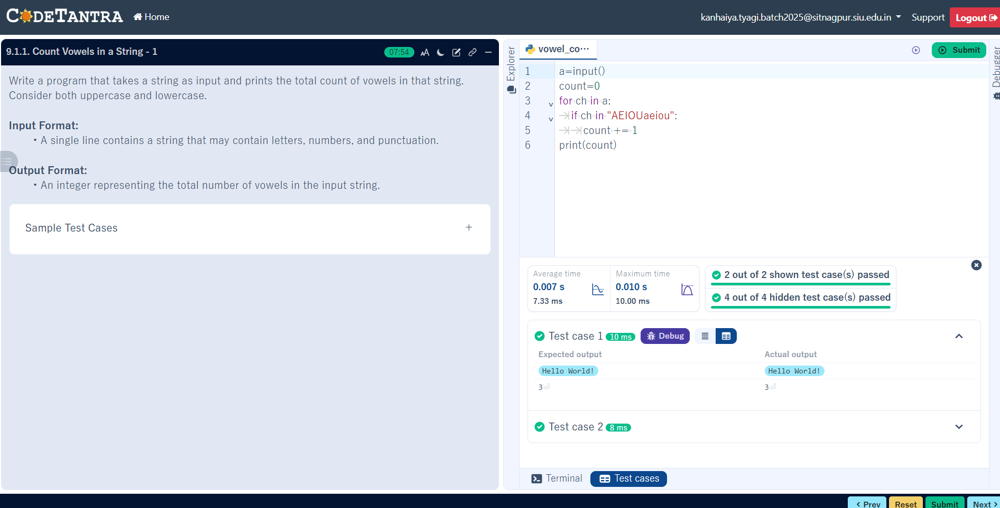 CODETANTRA Home kanhaiya.tyagi.batch2025@sitnagpur.siu.edu.in Support Logout
9.1.1. Count Vowels in a String - 1 07:54
Write a program that takes a string as input and prints the total count of vowels in that string.
Consider both uppercase and lowercase.
Input Format:
• A single line contains a string that may contain letters, numbers, and punctuation.
Output Format:
• An integer representing the total number of vowels in the input string.
Sample Test Cases +
Explorer
vowel_co...
Submit
Debugger
1 a=input()
2 count=0
3 for ch in a:
4 if ch in "AEIOUaeiou":
5 count += 1
6 print(count)
Average time
0.007 s
7.33 ms
Maximum time
0.010 s
10.00 ms
2 out of 2 shown test case(s) passed
4 out of 4 hidden test case(s) passed
Test case 1 10 ms Debug
Expected output Actual output
Hello World! Hello World!
3 3
Test case 2 8 ms
Terminal Test cases
Prev Reset Submit Next